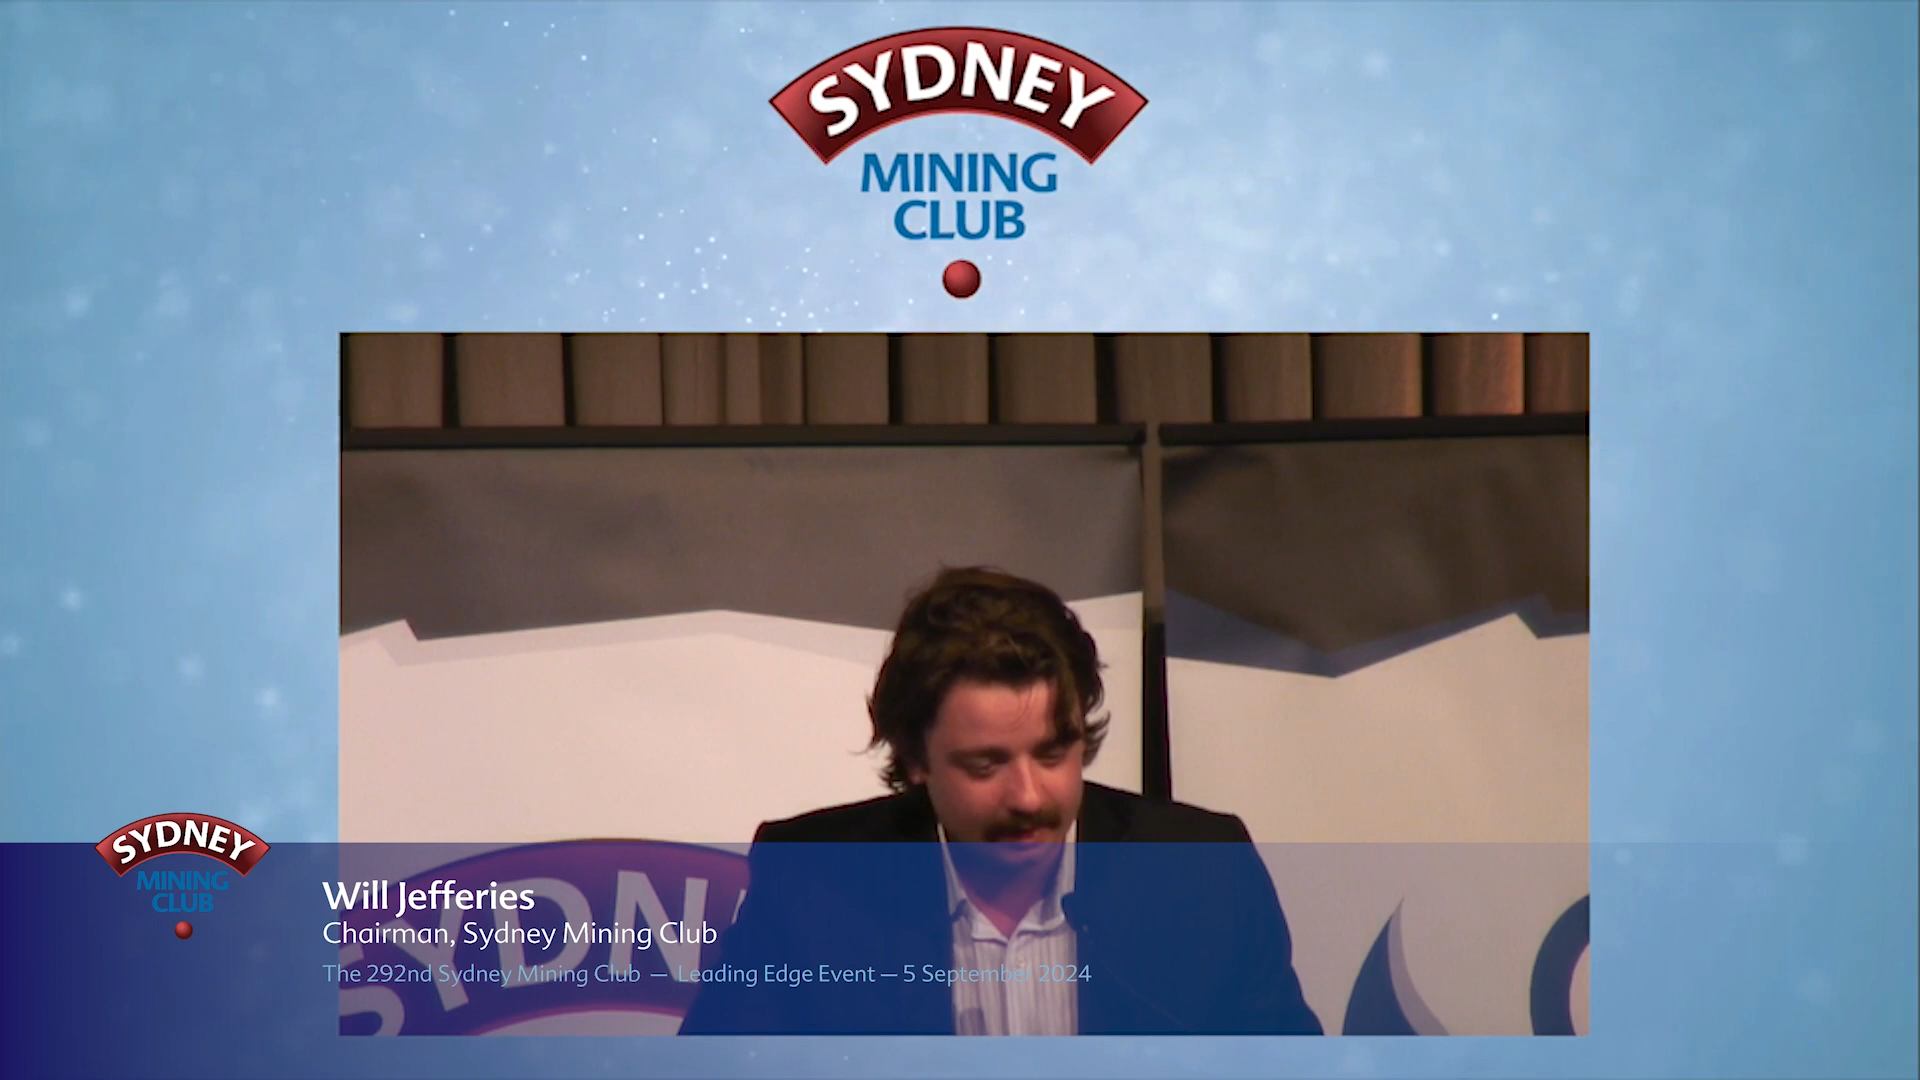 SYDNEY
MINING
CLUB
SYDNEY
MINING
CLUB
Will Jefferies
Chairman, Sydney Mining Club
The 292nd Sydney Mining Club — Leading Edge Event — 5 September 2024
SYDN